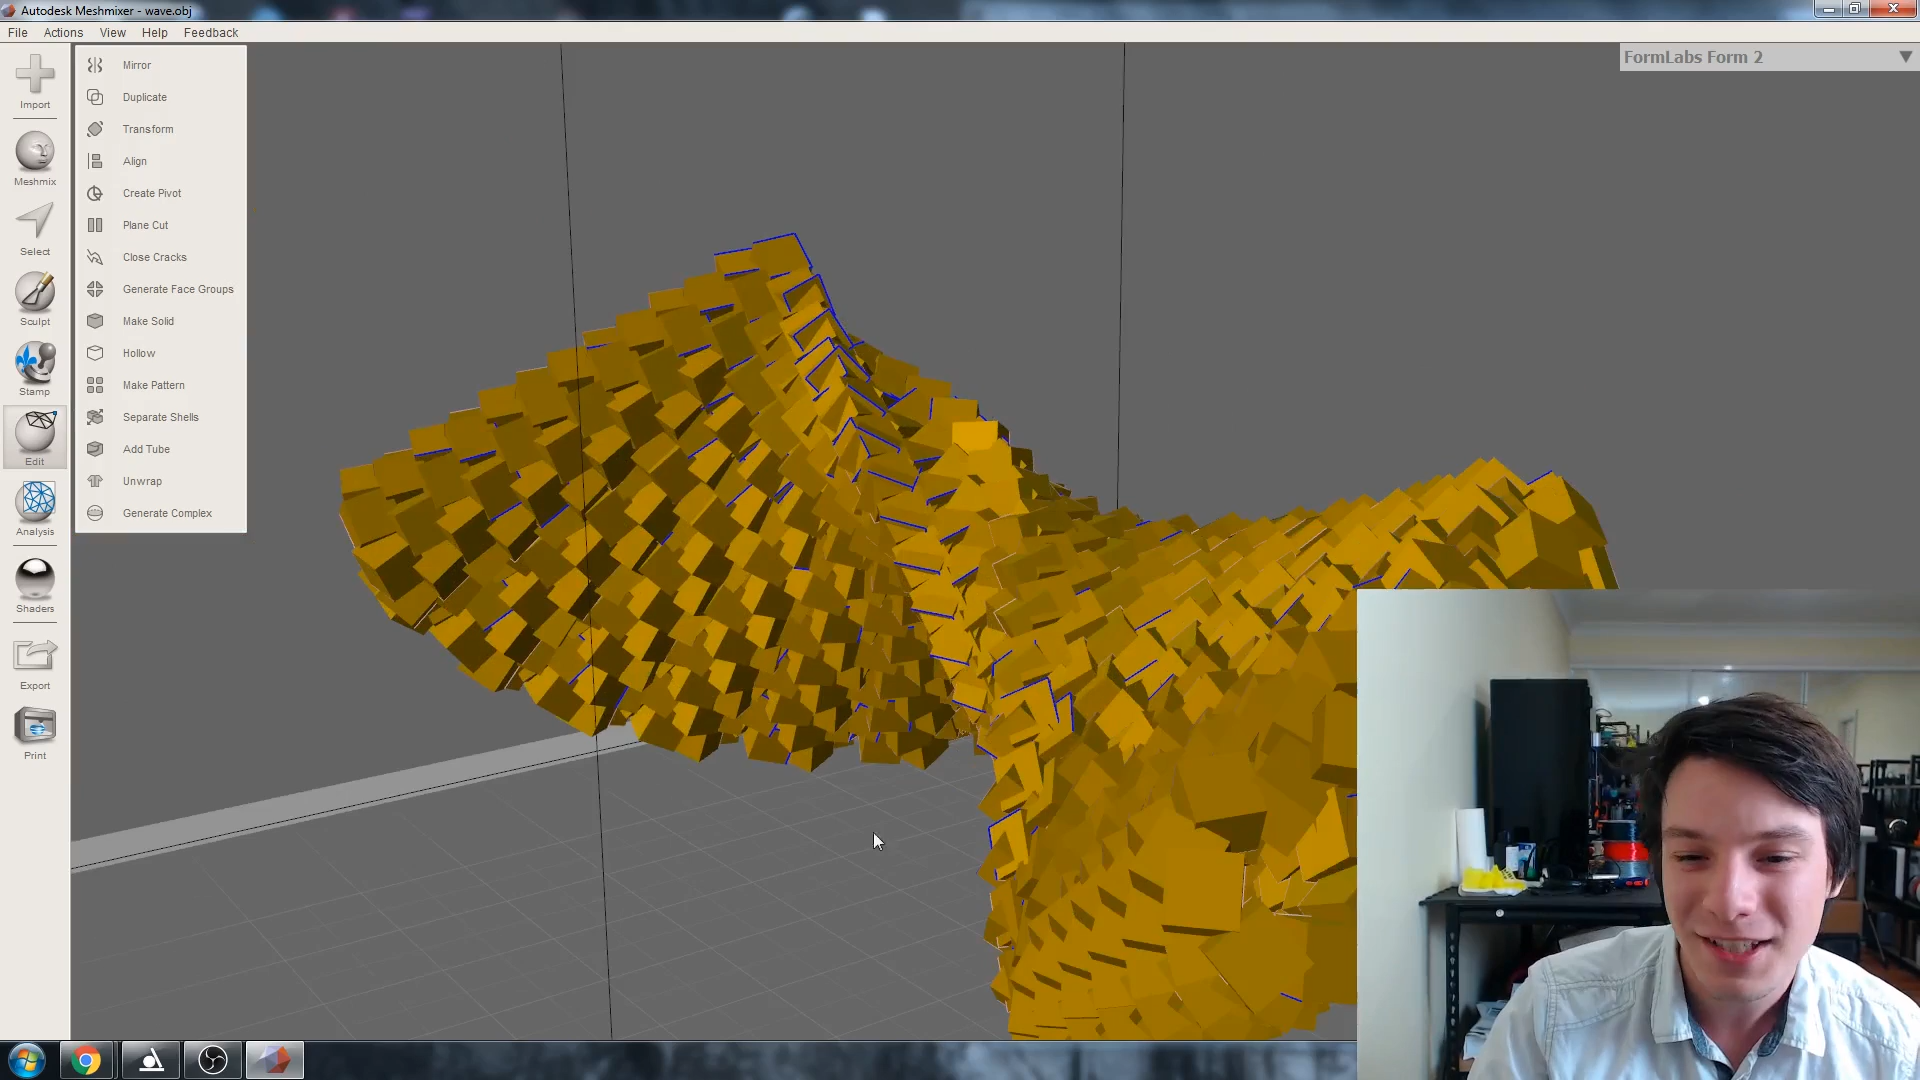 Autodesk Meshmixer - wave.obj
File Actions View Help Feedback
Import
Meshmix
Select
Sculpt
Stamp
Edit
Analysis
Shaders
Export
Print
Mirror
Duplicate
Transform
Align
Create Pivot
Plane Cut
Close Cracks
Generate Face Groups
Make Solid
Hollow
Make Pattern
Separate Shells
Add Tube
Unwrap
Generate Complex
FormLabs Form 2